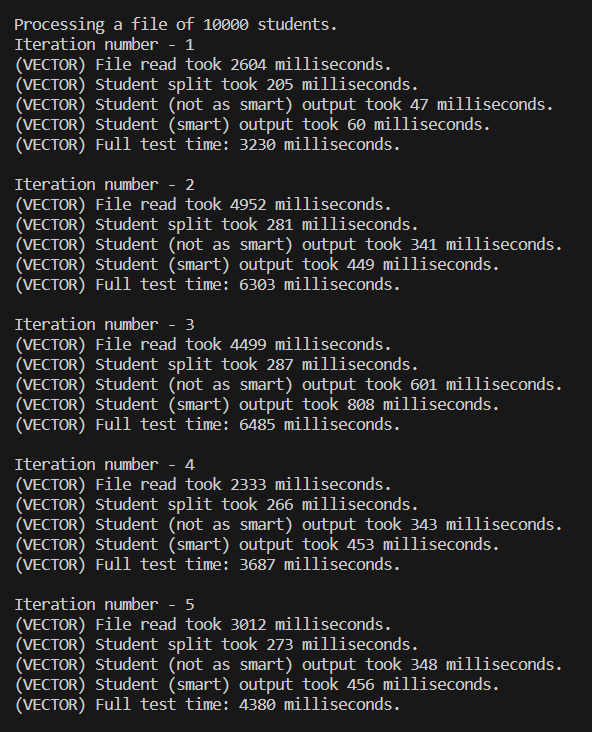 Processing a file of 10000 students.
Iteration number - 1
(VECTOR) File read took 2604 milliseconds.
(VECTOR) Student split took 205 milliseconds.
(VECTOR) Student (not as smart) output took 47 milliseconds.
(VECTOR) Student (smart) output took 60 milliseconds.
(VECTOR) Full test time: 3230 milliseconds.
Iteration number - 2
(VECTOR) File read took 4952 milliseconds.
(VECTOR) Student split took 281 milliseconds.
(VECTOR) Student (not as smart) output took 341 milliseconds.
(VECTOR) Student (smart) output took 449 milliseconds.
(VECTOR) Full test time: 6303 milliseconds.
Iteration number - 3
(VECTOR) File read took 4499 milliseconds.
(VECTOR) Student split took 287 milliseconds.
(VECTOR) Student (not as smart) output took 601 milliseconds.
(VECTOR) Student (smart) output took 808 milliseconds.
(VECTOR) Full test time: 6485 milliseconds.
Iteration number - 4
(VECTOR) File read took 2333 milliseconds.
(VECTOR) Student split took 266 milliseconds.
(VECTOR) Student (not as smart) output took 343 milliseconds.
(VECTOR) Student (smart) output took 453 milliseconds.
(VECTOR) Full test time: 3687 milliseconds.
Iteration number - 5
(VECTOR) File read took 3012 milliseconds.
(VECTOR) Student split took 273 milliseconds.
(VECTOR) Student (not as smart) output took 348 milliseconds.
(VECTOR) Student (smart) output took 456 milliseconds.
(VECTOR) Full test time: 4380 milliseconds.